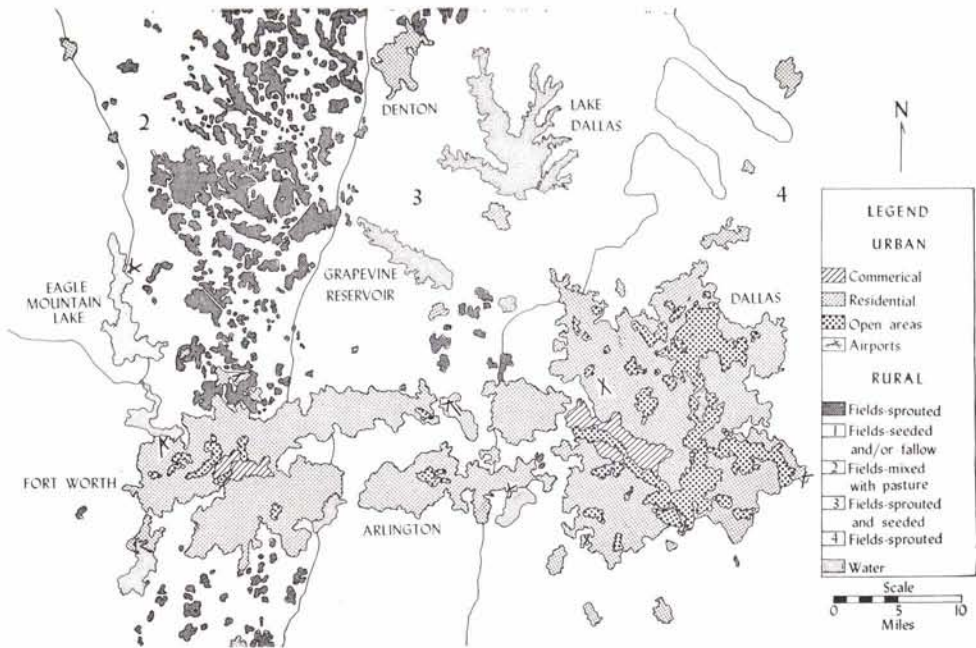 DENTON
LAKE
DALLAS
N
2
3
4
EAGLE
MOUNTAIN
LAKE
GRAPEVINE
RESERVOIR
DALLAS
FORT WORTH
ARLINGTON
LEGEND
URBAN
Commerical
Residential
Open areas
Airports
RURAL
Fields-sprouted
1 Fields-seeded
and/or fallow
2 Fields-mixed
with pasture
3 Fields-sprouted
and seeded
4 Fields-sprouted
Water
Scale
0 5 10
Miles